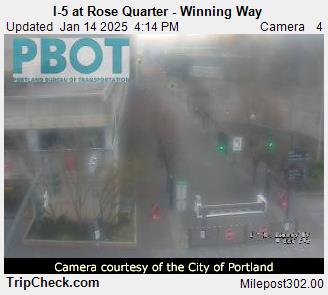 I-5 at Rose Quarter - Winning Way
Updated Jan 14 2025 4:14 PM Camera 4
PBOT
PORTLAND BUREAU OF TRANSPORTATION
Camera courtesy of the City of Portland
TripCheck.com Milepost302.00